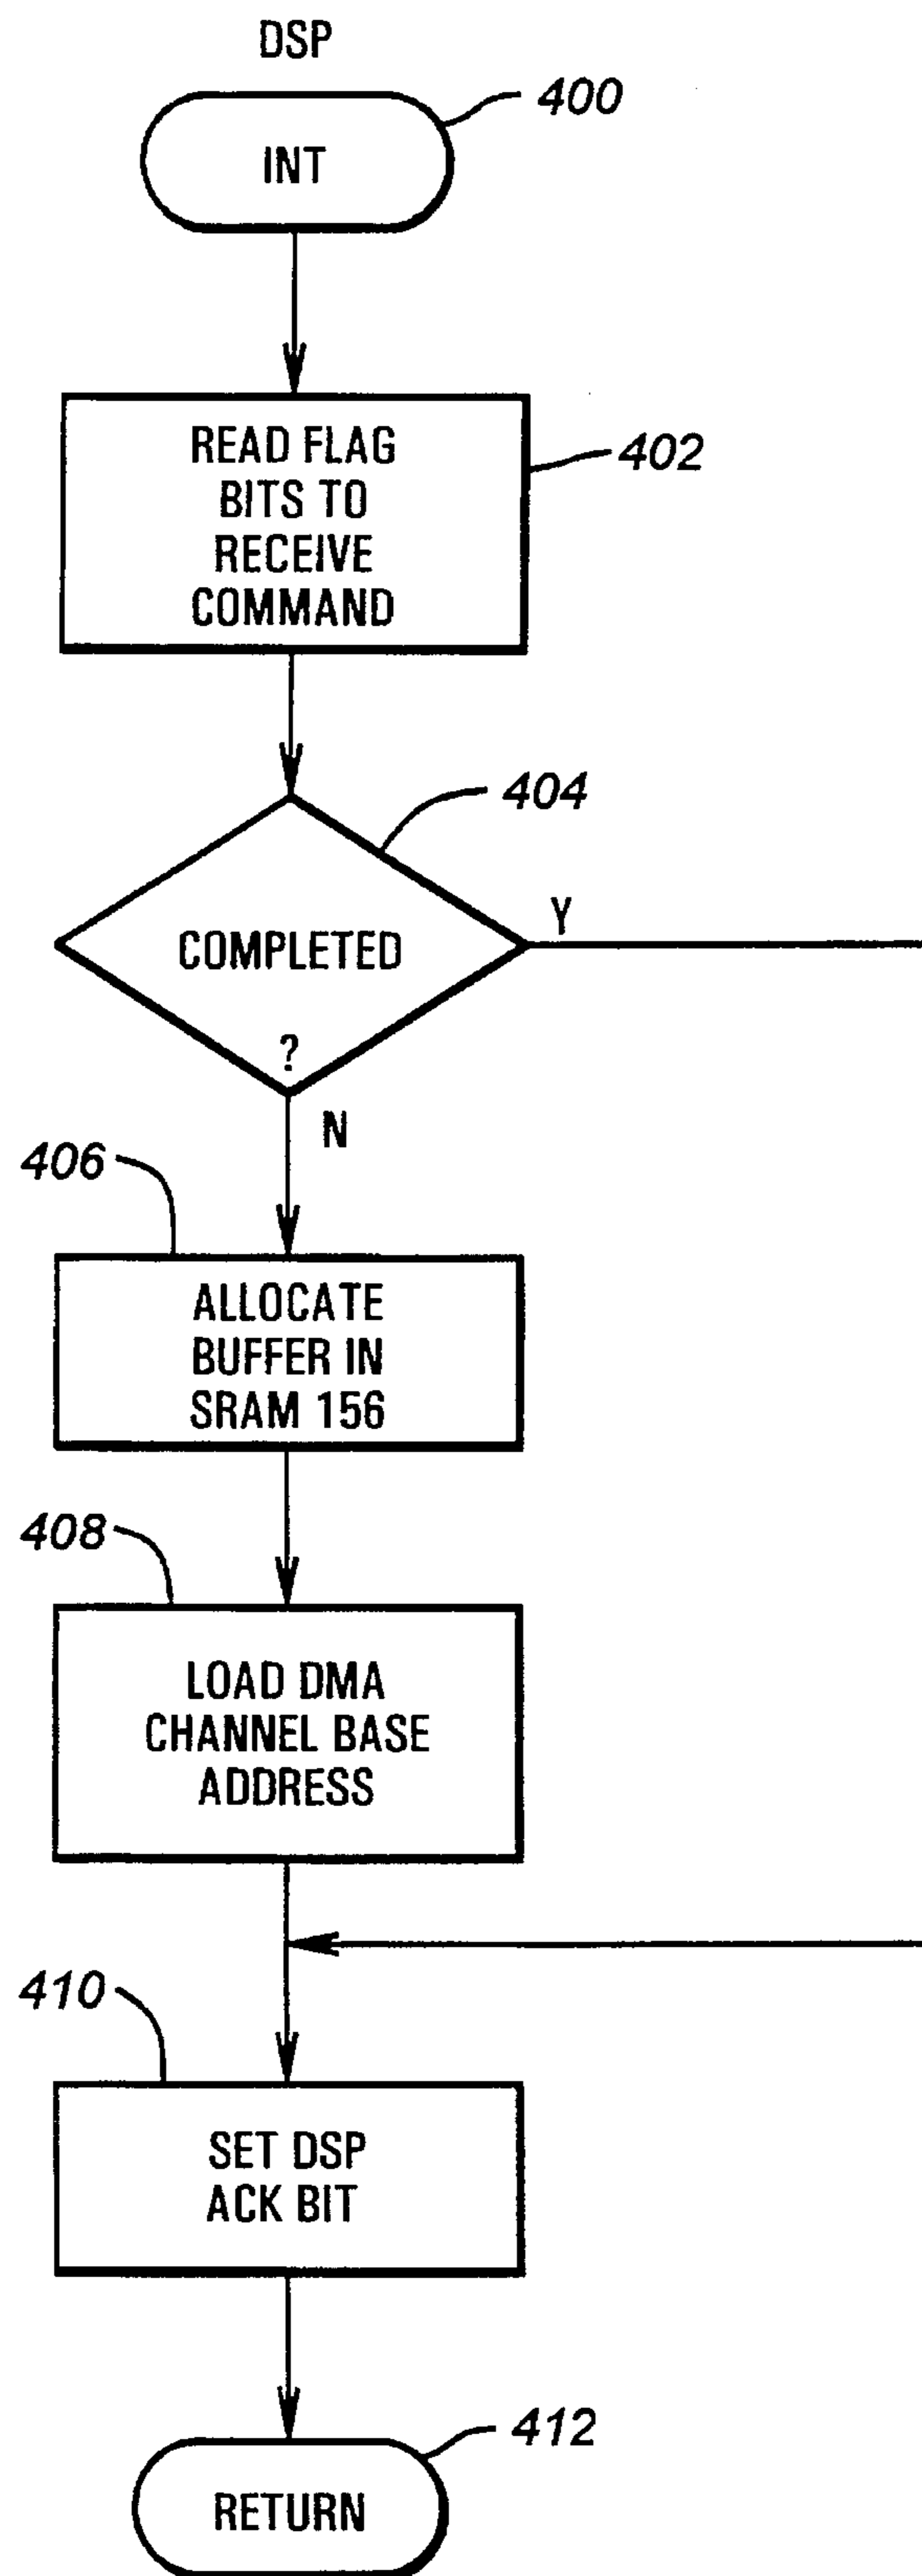 DSP
400
INT
READ FLAG
BITS TO
RECEIVE
COMMAND
402
404
COMPLETED
?
Y
N
406
ALLOCATE
BUFFER IN
SRAM 156
408
LOAD DMA
CHANNEL BASE
ADDRESS
410
SET DSP
ACK BIT
412
RETURN